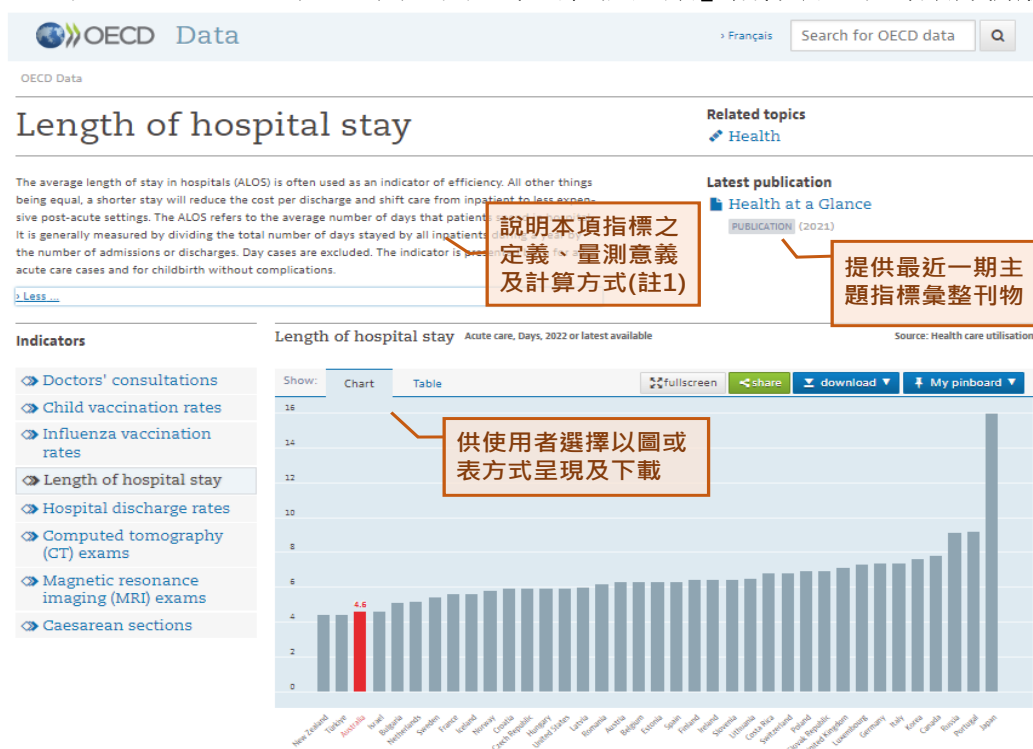 OECD Data
› Français
Search for OECD data
OECD Data
Length of hospital stay
Related topics
Health
The average length of stay in hospitals (ALOS) is often used as an indicator of efficiency. All other things
being equal, a shorter stay will reduce the cost per discharge and shift care from inpatient to less expen-
sive post-acute settings. The ALOS refers to the average number of days that patients
It is generally measured by dividing the total number of days stayed by all inpatients
the number of admissions or discharges. Day cases are excluded. The indicator is
acute care cases and for childbirth without complications.
› Less ...
說明本項指標之
定義、量測意義
及計算方式(註1)
Latest publication
Health at a Glance
PUBLICATION (2021)
提供最近一期主
題指標彙整刊物
Indicators
Doctors' consultations
Child vaccination rates
Influenza vaccination
rates
Length of hospital stay
Hospital discharge rates
Computed tomography
(CT) exams
Magnetic resonance
imaging (MRI) exams
Caesarean sections
Length of hospital stay Acute care, Days, 2022 or latest available
Source: Health care utilisation
Show: Chart Table
fullscreen share download ▼ My pinboard ▼
供使用者選擇以圖或
表方式呈現及下載
16
14
12
10
8
6
4
2
0
4.6
New Zealand
Türkiye
Australia
Israel
Bulgaria
Netherlands
Sweden
France
Iceland
Norway
Croatia
Czech Republic
Hungary
United States
Latvia
Romania
Austria
Belgium
Estonia
Spain
Finland
Ireland
Slovenia
Lithuania
Costa Rica
Switzerland
Poland
Slovak Republic
United Kingdom
Luxembourg
Germany
Italy
Korea
Canada
Russia
Portugal
Japan